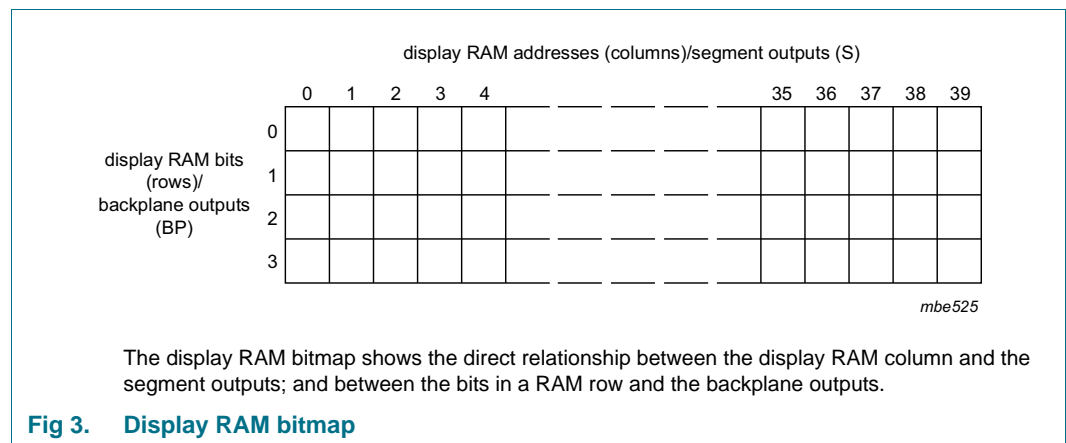 display RAM addresses (columns)/segment outputs (S)
0 1 2 3 4 35 36 37 38 39
0
display RAM bits
1
(rows)/
backplane outputs
2
(BP)
3
mbe525
The display RAM bitmap shows the direct relationship between the display RAM column and the
segment outputs; and between the bits in a RAM row and the backplane outputs.
Fig 3. Display RAM bitmap